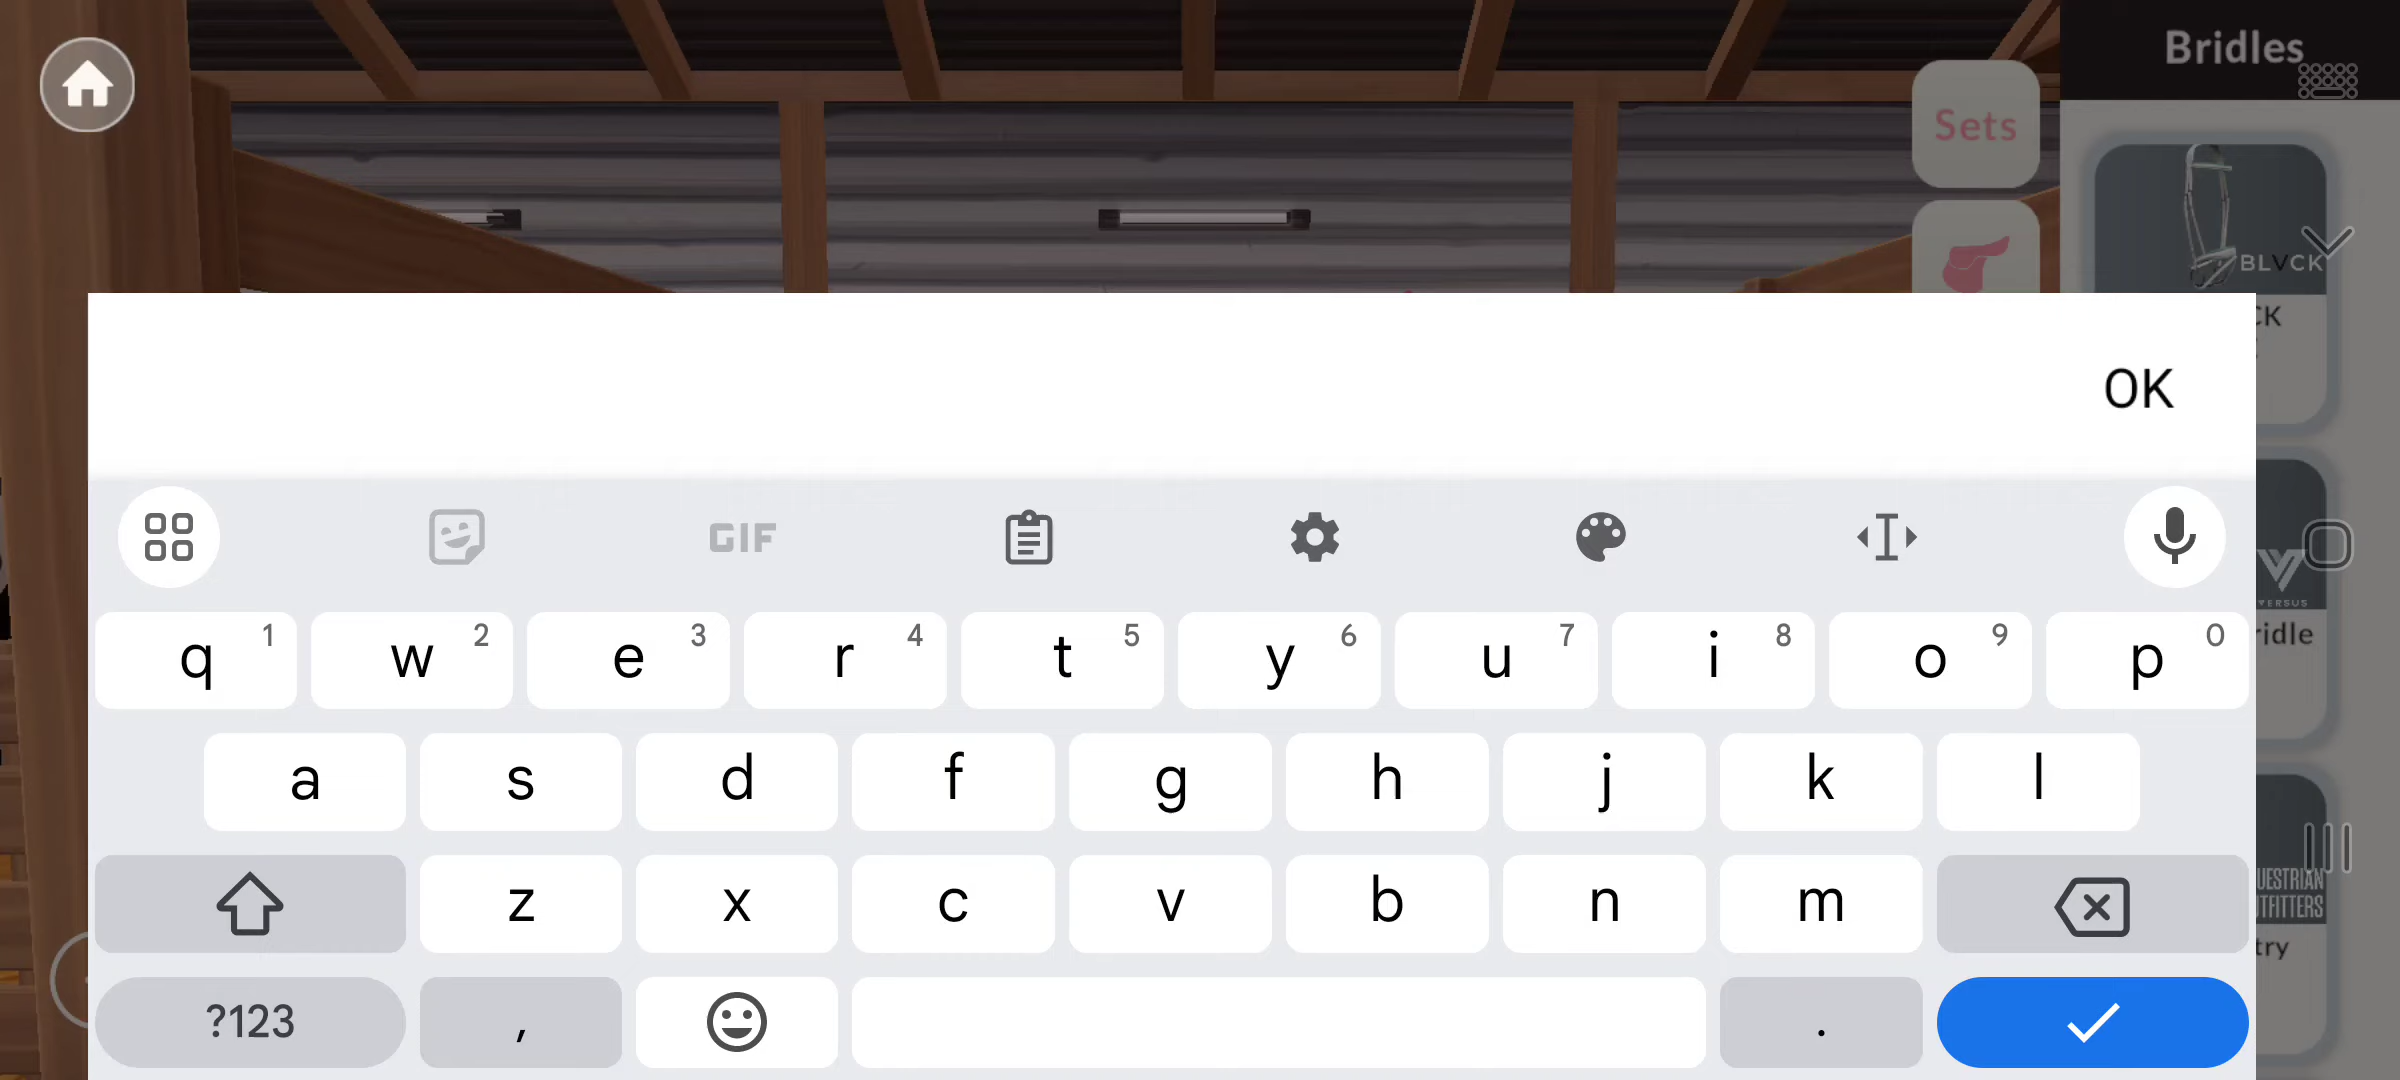 Bridles
Sets
BLVCK
CK
OK
GIF
VERSUS
q 1 w 2 e 3 r 4 t 5 y 6 u 7 i 8 o 9 p 0
ridle
a s d f g h j k l
z x c v b n m
UESTRIAN
TFITTERS
try
?123 , .